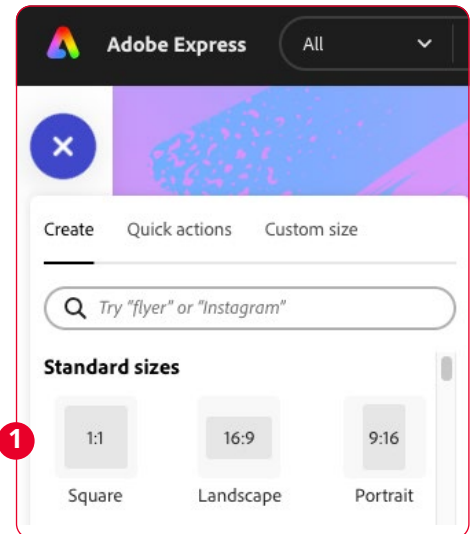 Adobe Express All
Create Quick actions Custom size
Try "flyer" or "Instagram"
Standard sizes
1 1:1 16:9 9:16
Square Landscape Portrait